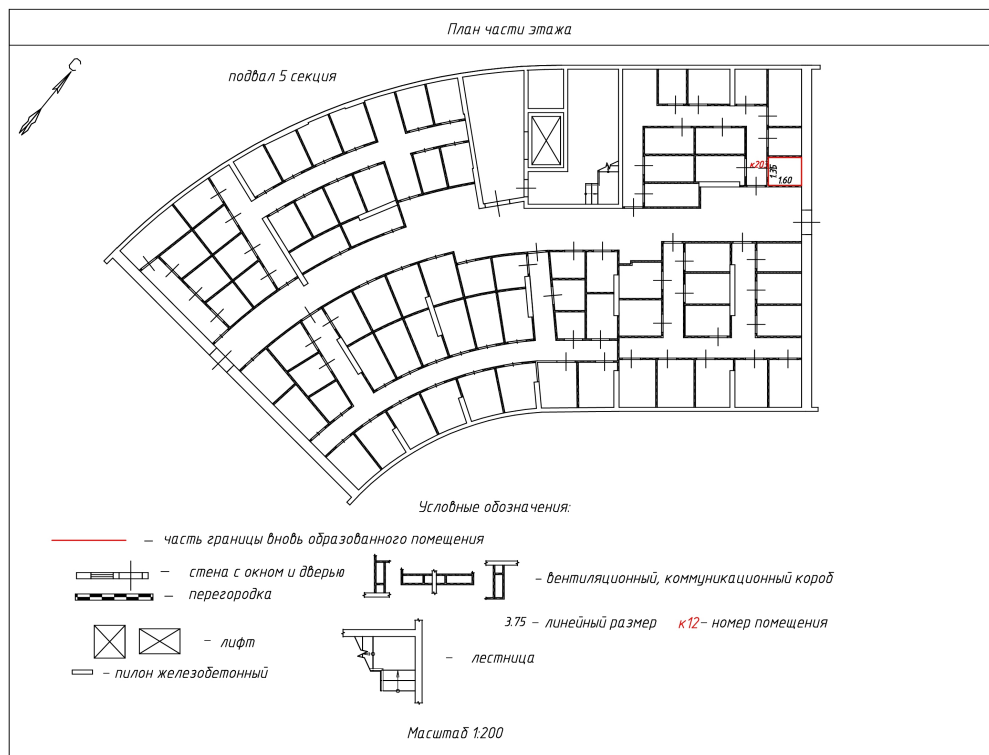 План части этажа
С
подвал 5 секция
к203
1.35
1.60
Условные обозначения:
– часть границы вновь образованного помещения
– стена с окном и дверью
– вентиляционный, коммуникационный короб
– перегородка
3.75 – линейный размер к12 – номер помещения
– лифт
– лестница
– пилон железобетонный
Масштаб 1:200